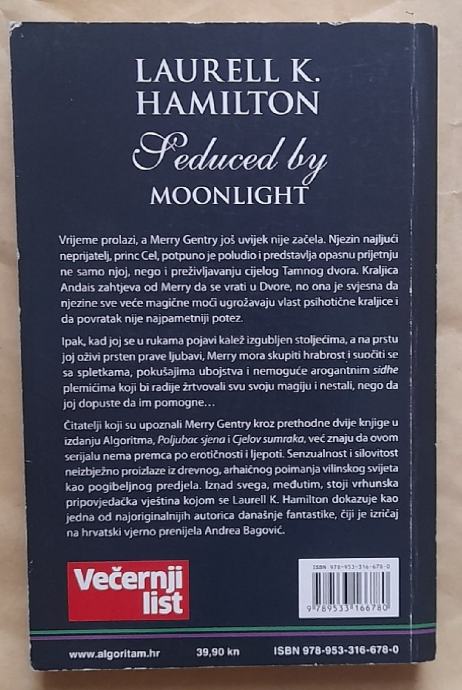 LAURELL K.
HAMILTON
Seduced by
MOONLIGHT
Vrijeme prolazi, a Merry Gentry još uvijek nije začela. Njezin najljući
neprijatelj, princ Cel, potpuno je poludio i predstavlja opasnu prijetnju
ne samo njoj, nego i preživljavanju cijelog Tamnog dvora. Kraljica
Andais zahtjeva od Merry da se vrati u Dvore, no ona je svjesna da
njezine sve veće magične moći ugrožavaju vlast psihotične kraljice i
da povratak nije najpametniji potez.
Ipak, kad joj se u rukama pojavi kalež izgubljen stoljećima, a na prstu
joj oživi prsten prave ljubavi, Merry mora skupiti hrabrost i suočiti se
sa spletkama, pokušajima ubojstva i nemoguće arogantnim sidhe
plemićima koji bi radije žrtvovali svu svoju magiju i nestali, nego da
joj dopuste da im pomogne...
Čitatelji koji su upoznali Merry Gentry kroz prethodne dvije knjige u
izdanju Algoritma, Poljubac sjena i Cjelov sumraka, već znaju da ovom
serijalu nema premca po erotičnosti i ljepoti. Senzualnost i silovitost
neizbježno proizlaze iz drevnog, arhaičnog poimanja vilinskog svijeta
kao pogibeljnog predjela. Iznad svega, međutim, stoji vrhunska
pripovjedačka vještina kojom se Laurell K. Hamilton dokazuje kao
jedna od najoriginalnijih autorica današnje fantastike, čiji je izričaj
na hrvatski vjerno prenijela Andrea Bagović.
Večernji
list
ISBN 978-953-316-678-0
9 789533 166780
www.algoritam.hr 39,90 kn ISBN 978-953-316-678-0